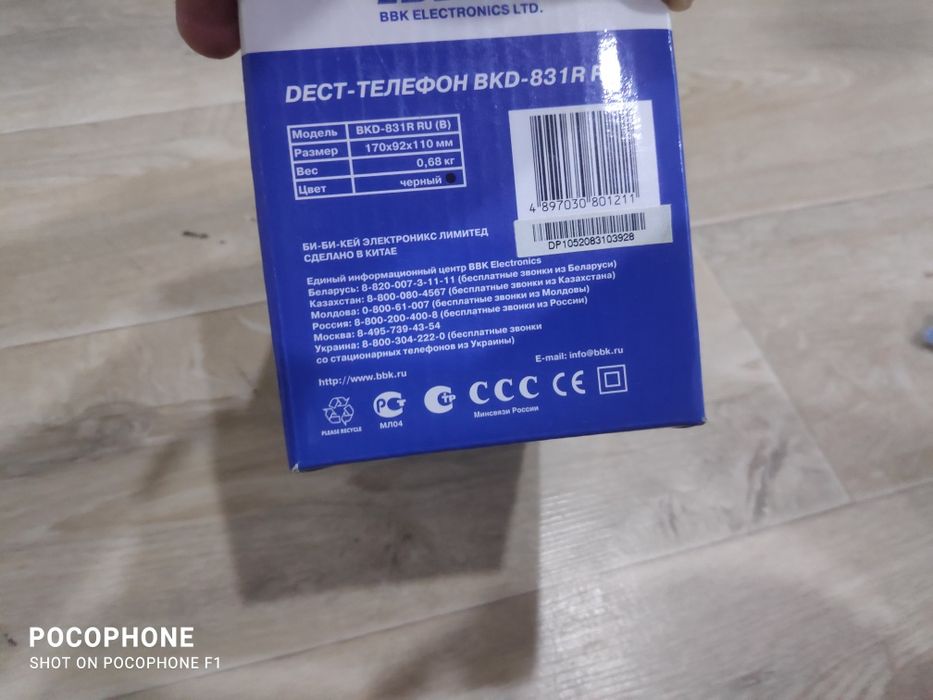 BBK ELECTRONICS LTD.
DECT-ТЕЛЕФОН BKD-831R
Модель BKD-831R RU (B)
Размер 170x92x110 мм
Вес 0,68 кг
Цвет черный
4 897030 801211
DP1052083103928
БИ-БИ-КЕЙ ЭЛЕКТРОНИКС ЛИМИТЕД
СДЕЛАНО В КИТАЕ
Единый информационный центр BBK Electronics
Беларусь: 8-820-007-3-11-11 (бесплатные звонки из Беларуси)
Казахстан: 8-800-080-4567 (бесплатные звонки из Казахстана)
Молдова: 0-800-61-007 (бесплатные звонки из Молдовы)
Россия: 8-800-200-400-8 (бесплатные звонки из России)
Москва: 8-495-739-43-54
Украина: 8-800-304-222-0 (бесплатные звонки
со стационарных телефонов из Украины)
http://www.bbk.ru
E-mail: info@bbk.ru
PLEASE RECYCLE
МЛ04
ССС
Минсвязи России
CE
POCOPHONE
SHOT ON POCOPHONE F1